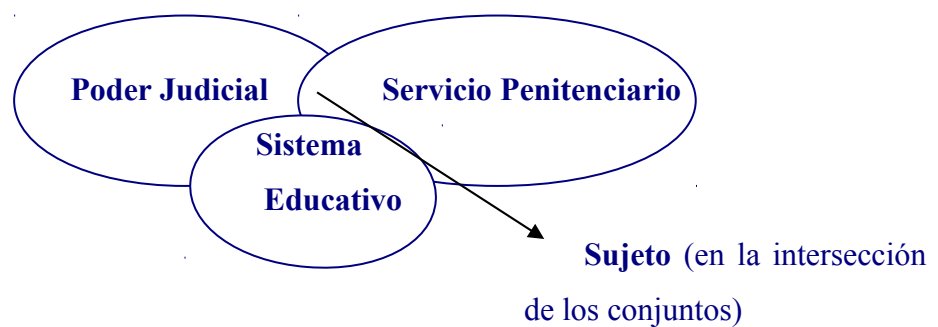 Poder Judicial
Servicio Penitenciario
Sistema
Educativo
Sujeto (en la intersección
de los conjuntos)